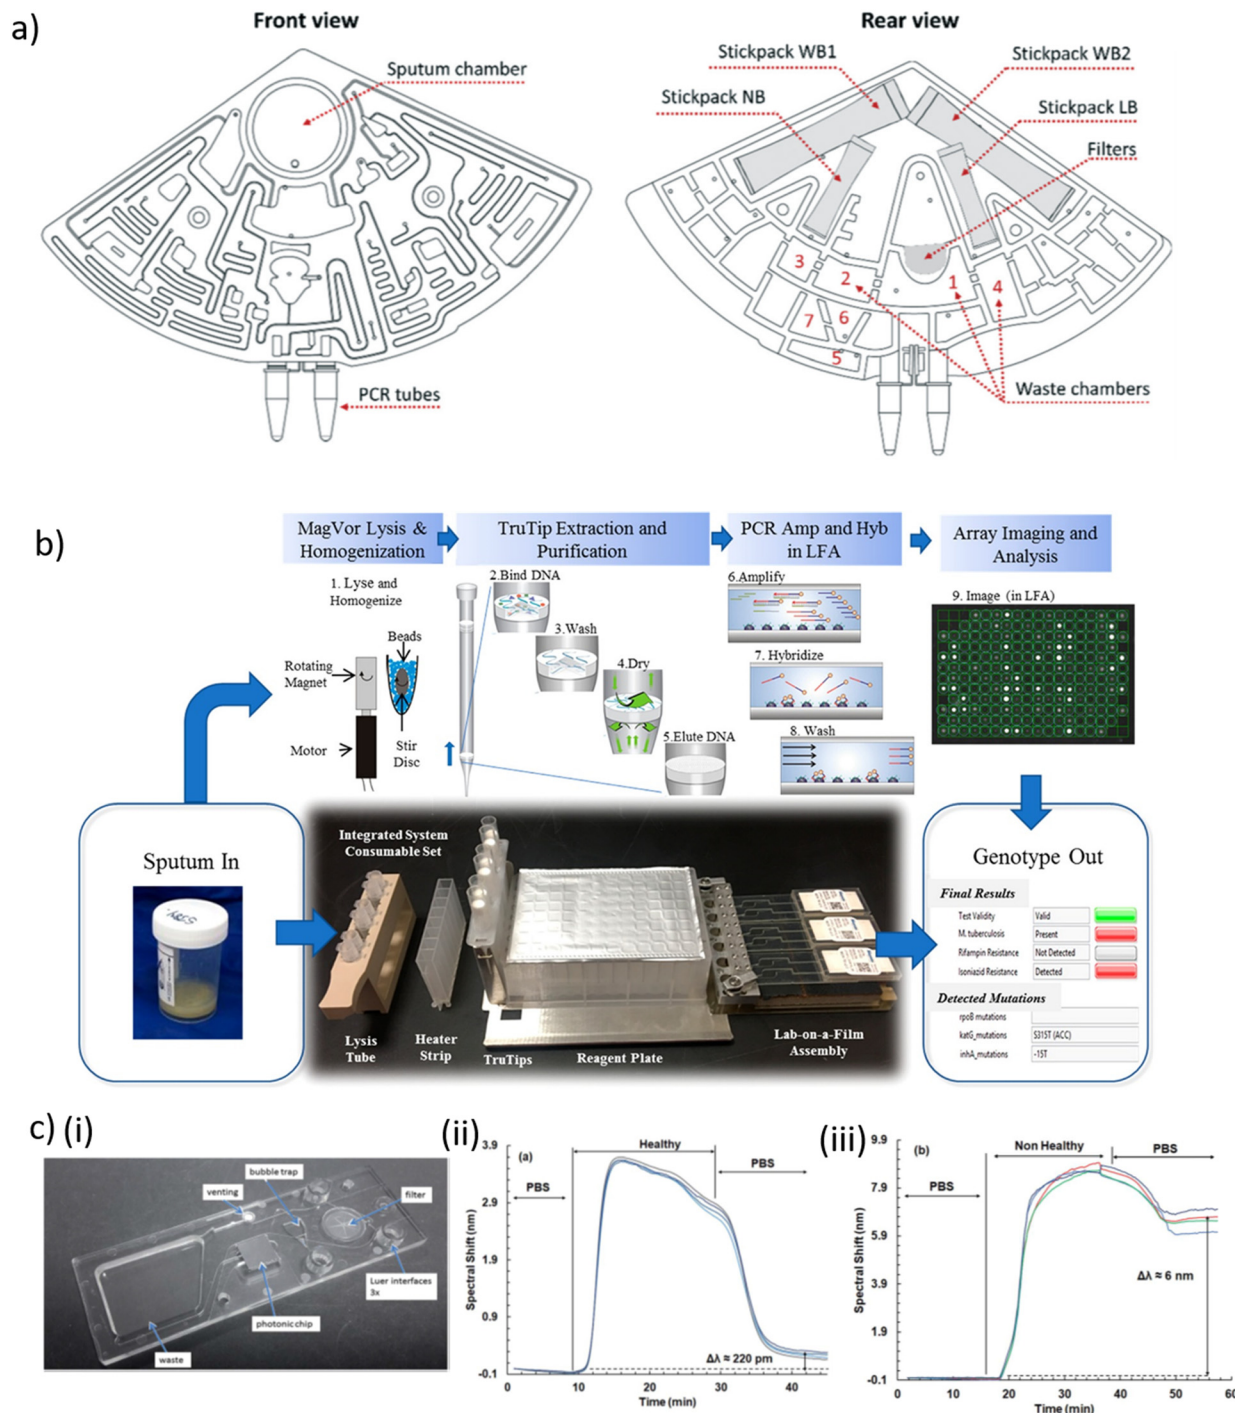 a)
Front view
Sputum chamber
PCR tubes
Rear view
Stickpack WB1
Stickpack WB2
Stickpack NB
Stickpack LB
Filters
3
2
1
4
7
6
5
Waste chambers
b)
MagVor Lysis &
Homogenization
TruTip Extraction and
Purification
PCR Amp and Hyb
in LFA
Array Imaging and
Analysis
1. Lyse and
Homogenize
Beads
Rotating
Magnet
Motor
Stir
Disc
2.Bind DNA
3.Wash
4.Dry
5.Elute DNA
6.Amplify
7. Hybridize
8. Wash
9. Image (in LFA)
Sputum In
Integrated System
Consumable Set
Lysis
Tube
Heater
Strip
TruTips
Reagent Plate
Lab-on-a-Film
Assembly
Genotype Out
Final Results
Test Validity Valid
M. tuberculosis Present
Rifampin Resistance Not Detected
Isoniazid Resistance Detected
Detected Mutations
rpoB mutations
katG_mutations S315T (ACC)
inhA_mutations -15T
c) (i)
bubble trap
venting
filter
Luer interfaces
3x
photonic chip
waste
(ii)
(a)
Healthy
PBS
PBS
Spectral Shift (nm)
3.9
2.9
1.9
0.9
-0.1
Δλ ≈ 220 pm
0 10 20 30 40
Time (min)
(iii)
(b)
Non Healthy
PBS
PBS
Spectral Shift (nm)
9.9
7.9
5.9
3.9
1.9
-0.1
Δλ ≈ 6 nm
0 10 20 30 40 50 60
Time (min)